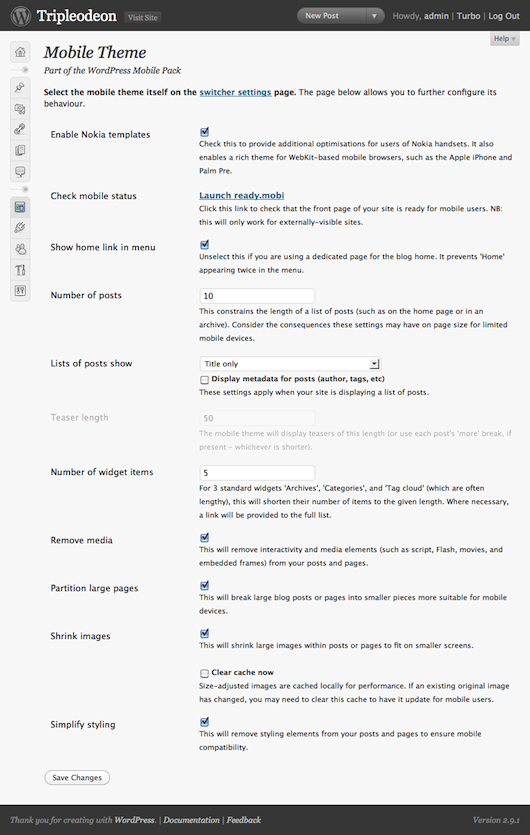 Tripleodeon Visit Site New Post Howdy, admin | Turbo | Log Out
Help
Mobile Theme
Part of the WordPress Mobile Pack
Select the mobile theme itself on the switcher settings page. The page below allows you to further configure its
behaviour.
Enable Nokia templates
Check this to provide additional optimisations for users of Nokia handsets. It also
enables a rich theme for WebKit-based mobile browsers, such as the Apple iPhone and
Palm Pre.
Check mobile status Launch ready.mobi
Click this link to check that the front page of your site is ready for mobile users. NB:
this will only work for externally-visible sites.
Show home link in menu
Unselect this if you are using a dedicated page for the blog home. It prevents 'Home'
appearing twice in the menu.
Number of posts 10
This constrains the length of a list of posts (such as on the home page or in an
archive). Consider the consequences these settings may have on page size for limited
mobile devices.
Lists of posts show Title only
Display metadata for posts (author, tags, etc)
These settings apply when your site is displaying a list of posts.
Teaser length 50
The mobile theme will display teasers of this length (or use each post's 'more' break, if
present - whichever is shorter).
Number of widget items 5
For 3 standard widgets 'Archives', 'Categories', and 'Tag cloud' (which are often
lengthy), this will shorten their number of items to the given length. Where necessary,
a link will be provided to the full list.
Remove media
This will remove interactivity and media elements (such as script, Flash, movies, and
embedded frames) from your posts and pages.
Partition large pages
This will break large blog posts or pages into smaller pieces more suitable for mobile
devices.
Shrink images
This will shrink large images within posts or pages to fit on smaller screens.
Clear cache now
Size-adjusted images are cached locally for performance. If an existing original image
has changed, you may need to clear this cache to have it update for mobile users.
Simplify styling
This will remove styling elements from your posts and pages to ensure mobile
compatibility.
Save Changes
Thank you for creating with WordPress. | Documentation | Feedback Version 2.9.1